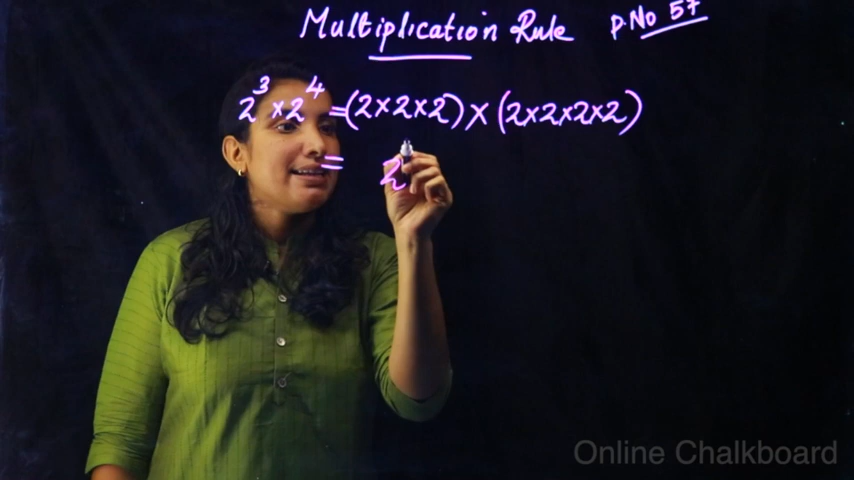 Multiplication Rule P.No 57
2³ × 2⁴ = (2×2×2) × (2×2×2×2)
= 2
Online Chalkboard